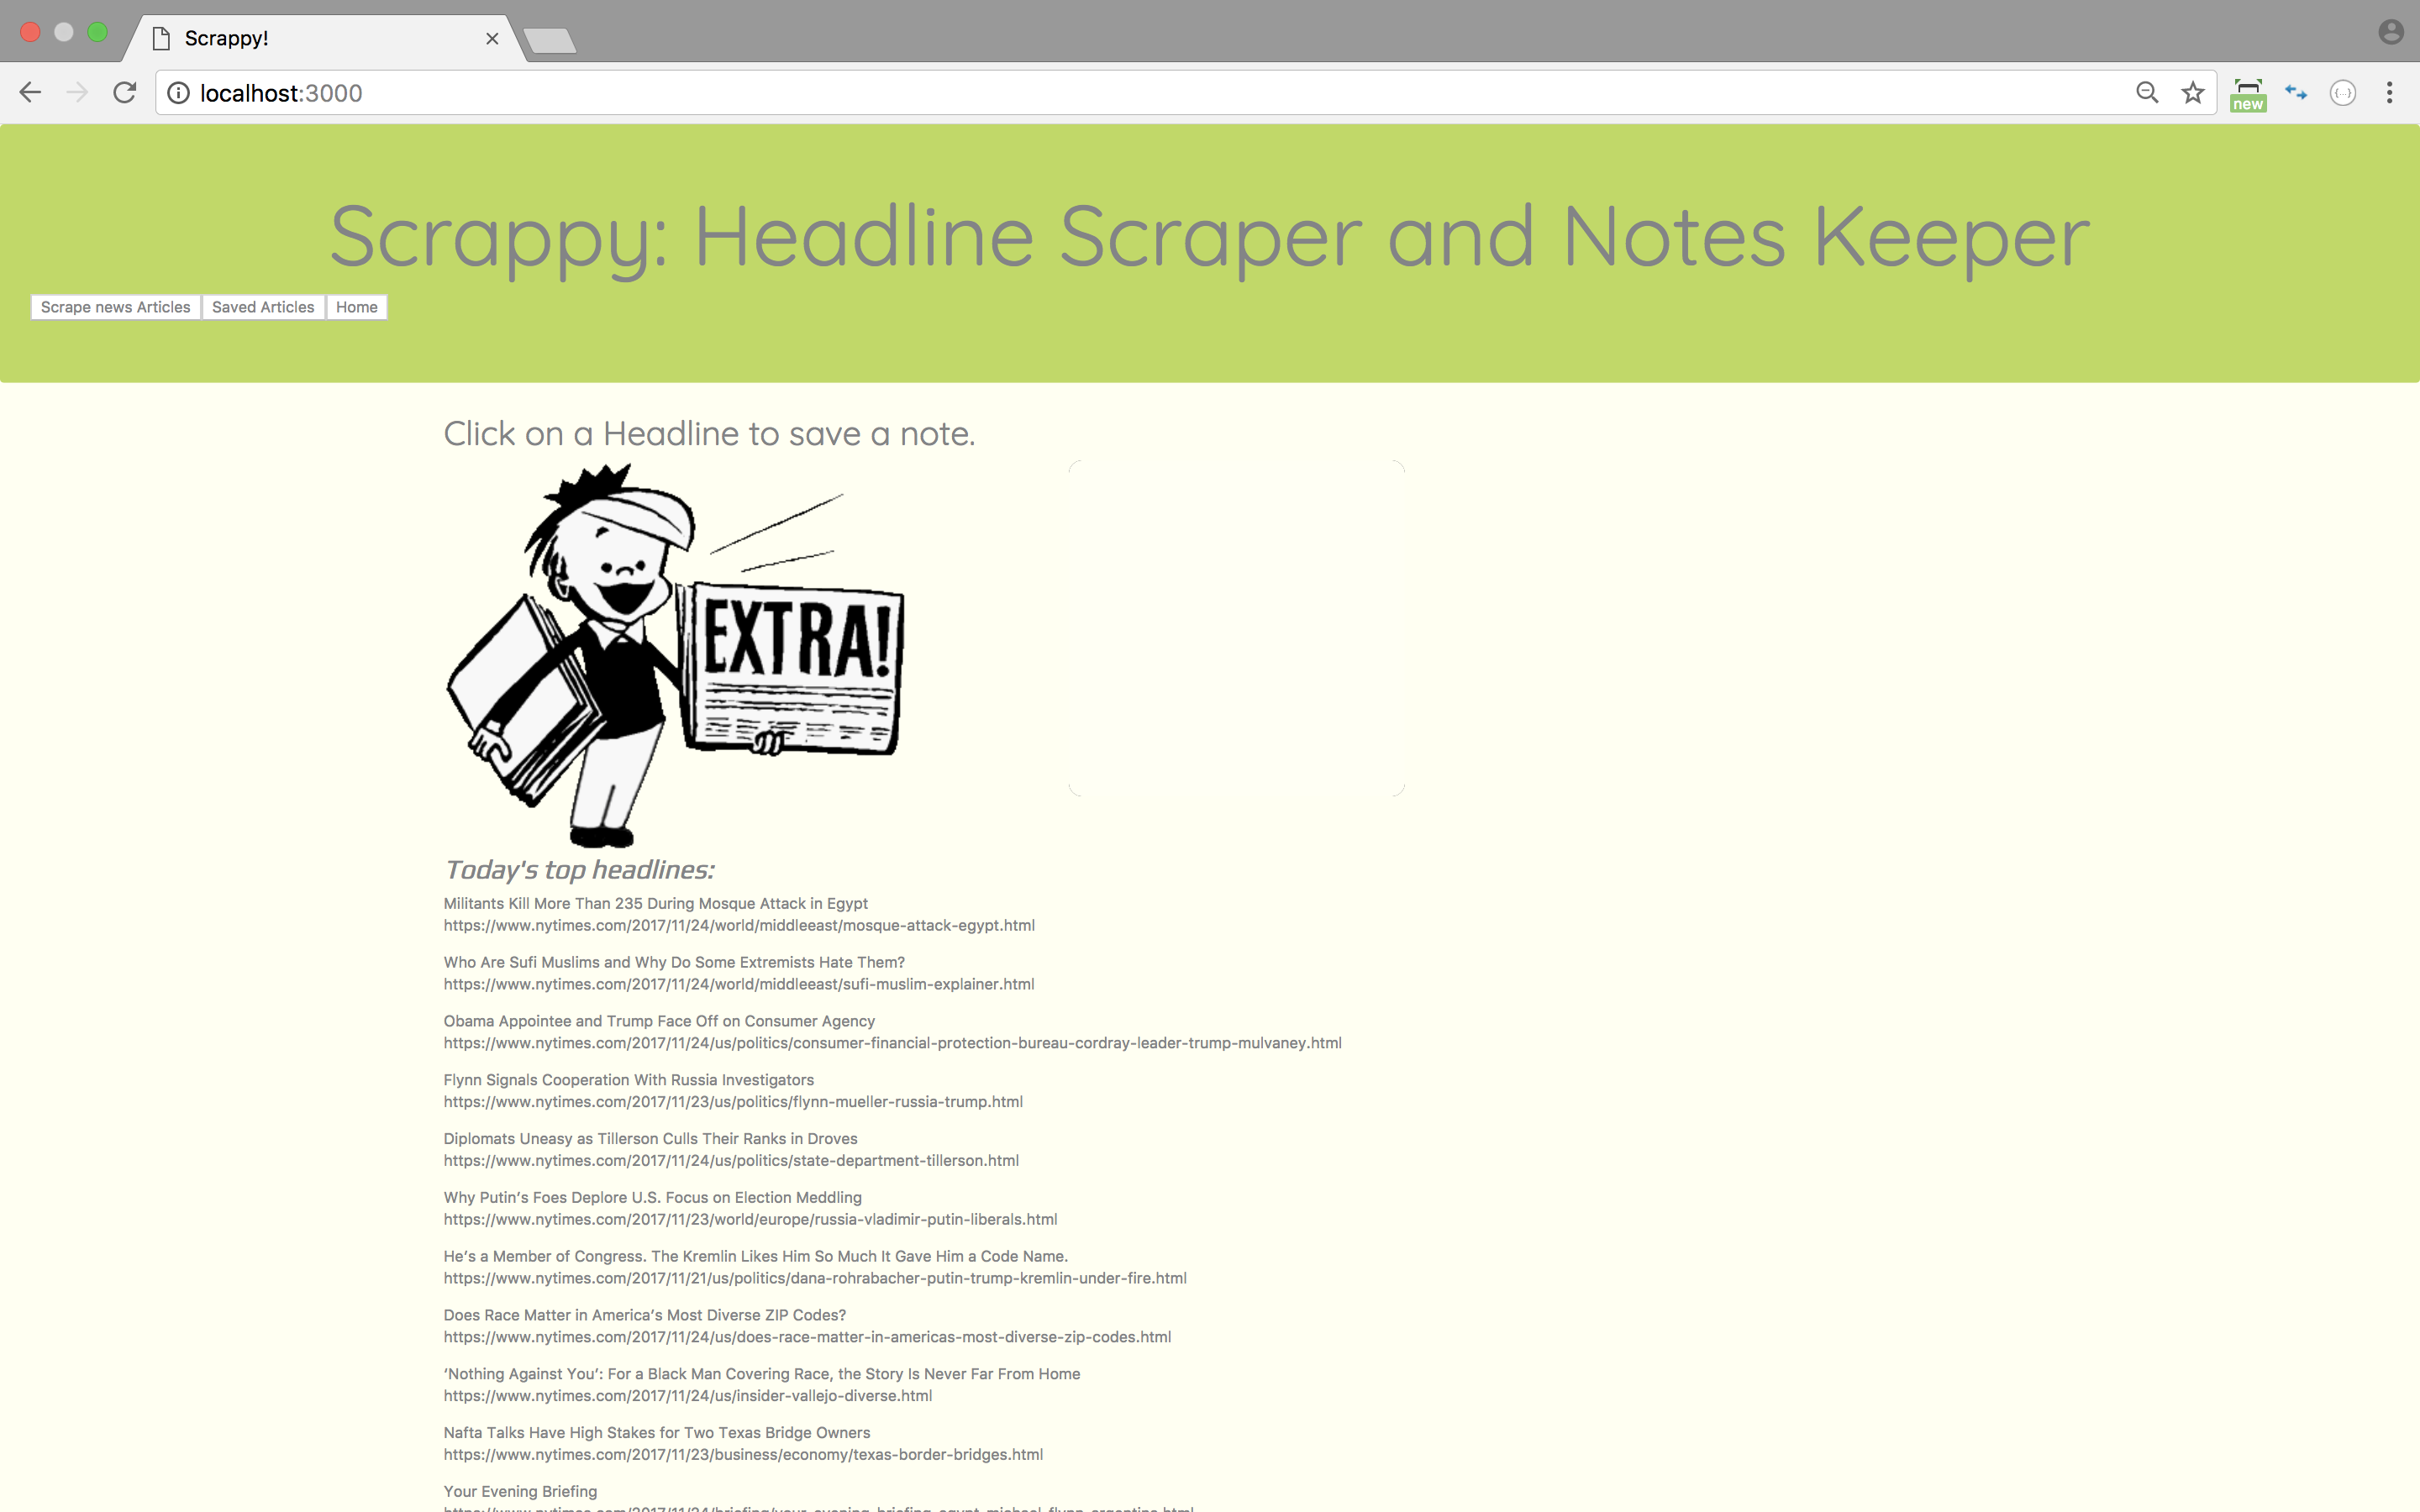 Scrappy!
localhost:3000
new
Scrappy: Headline Scraper and Notes Keeper
Scrape news Articles Saved Articles Home
Click on a Headline to save a note.
EXTRA!
Today's top headlines:
Militants Kill More Than 235 During Mosque Attack in Egypt
https://www.nytimes.com/2017/11/24/world/middleeast/mosque-attack-egypt.html
Who Are Sufi Muslims and Why Do Some Extremists Hate Them?
https://www.nytimes.com/2017/11/24/world/middleeast/sufi-muslim-explainer.html
Obama Appointee and Trump Face Off on Consumer Agency
https://www.nytimes.com/2017/11/24/us/politics/consumer-financial-protection-bureau-cordray-leader-trump-mulvaney.html
Flynn Signals Cooperation With Russia Investigators
https://www.nytimes.com/2017/11/23/us/politics/flynn-mueller-russia-trump.html
Diplomats Uneasy as Tillerson Culls Their Ranks in Droves
https://www.nytimes.com/2017/11/24/us/politics/state-department-tillerson.html
Why Putin’s Foes Deplore U.S. Focus on Election Meddling
https://www.nytimes.com/2017/11/23/world/europe/russia-vladimir-putin-liberals.html
He’s a Member of Congress. The Kremlin Likes Him So Much It Gave Him a Code Name.
https://www.nytimes.com/2017/11/21/us/politics/dana-rohrabacher-putin-trump-kremlin-under-fire.html
Does Race Matter in America’s Most Diverse ZIP Codes?
https://www.nytimes.com/2017/11/24/us/does-race-matter-in-americas-most-diverse-zip-codes.html
‘Nothing Against You’: For a Black Man Covering Race, the Story Is Never Far From Home
https://www.nytimes.com/2017/11/24/us/insider-vallejo-diverse.html
Nafta Talks Have High Stakes for Two Texas Bridge Owners
https://www.nytimes.com/2017/11/23/business/economy/texas-border-bridges.html
Your Evening Briefing